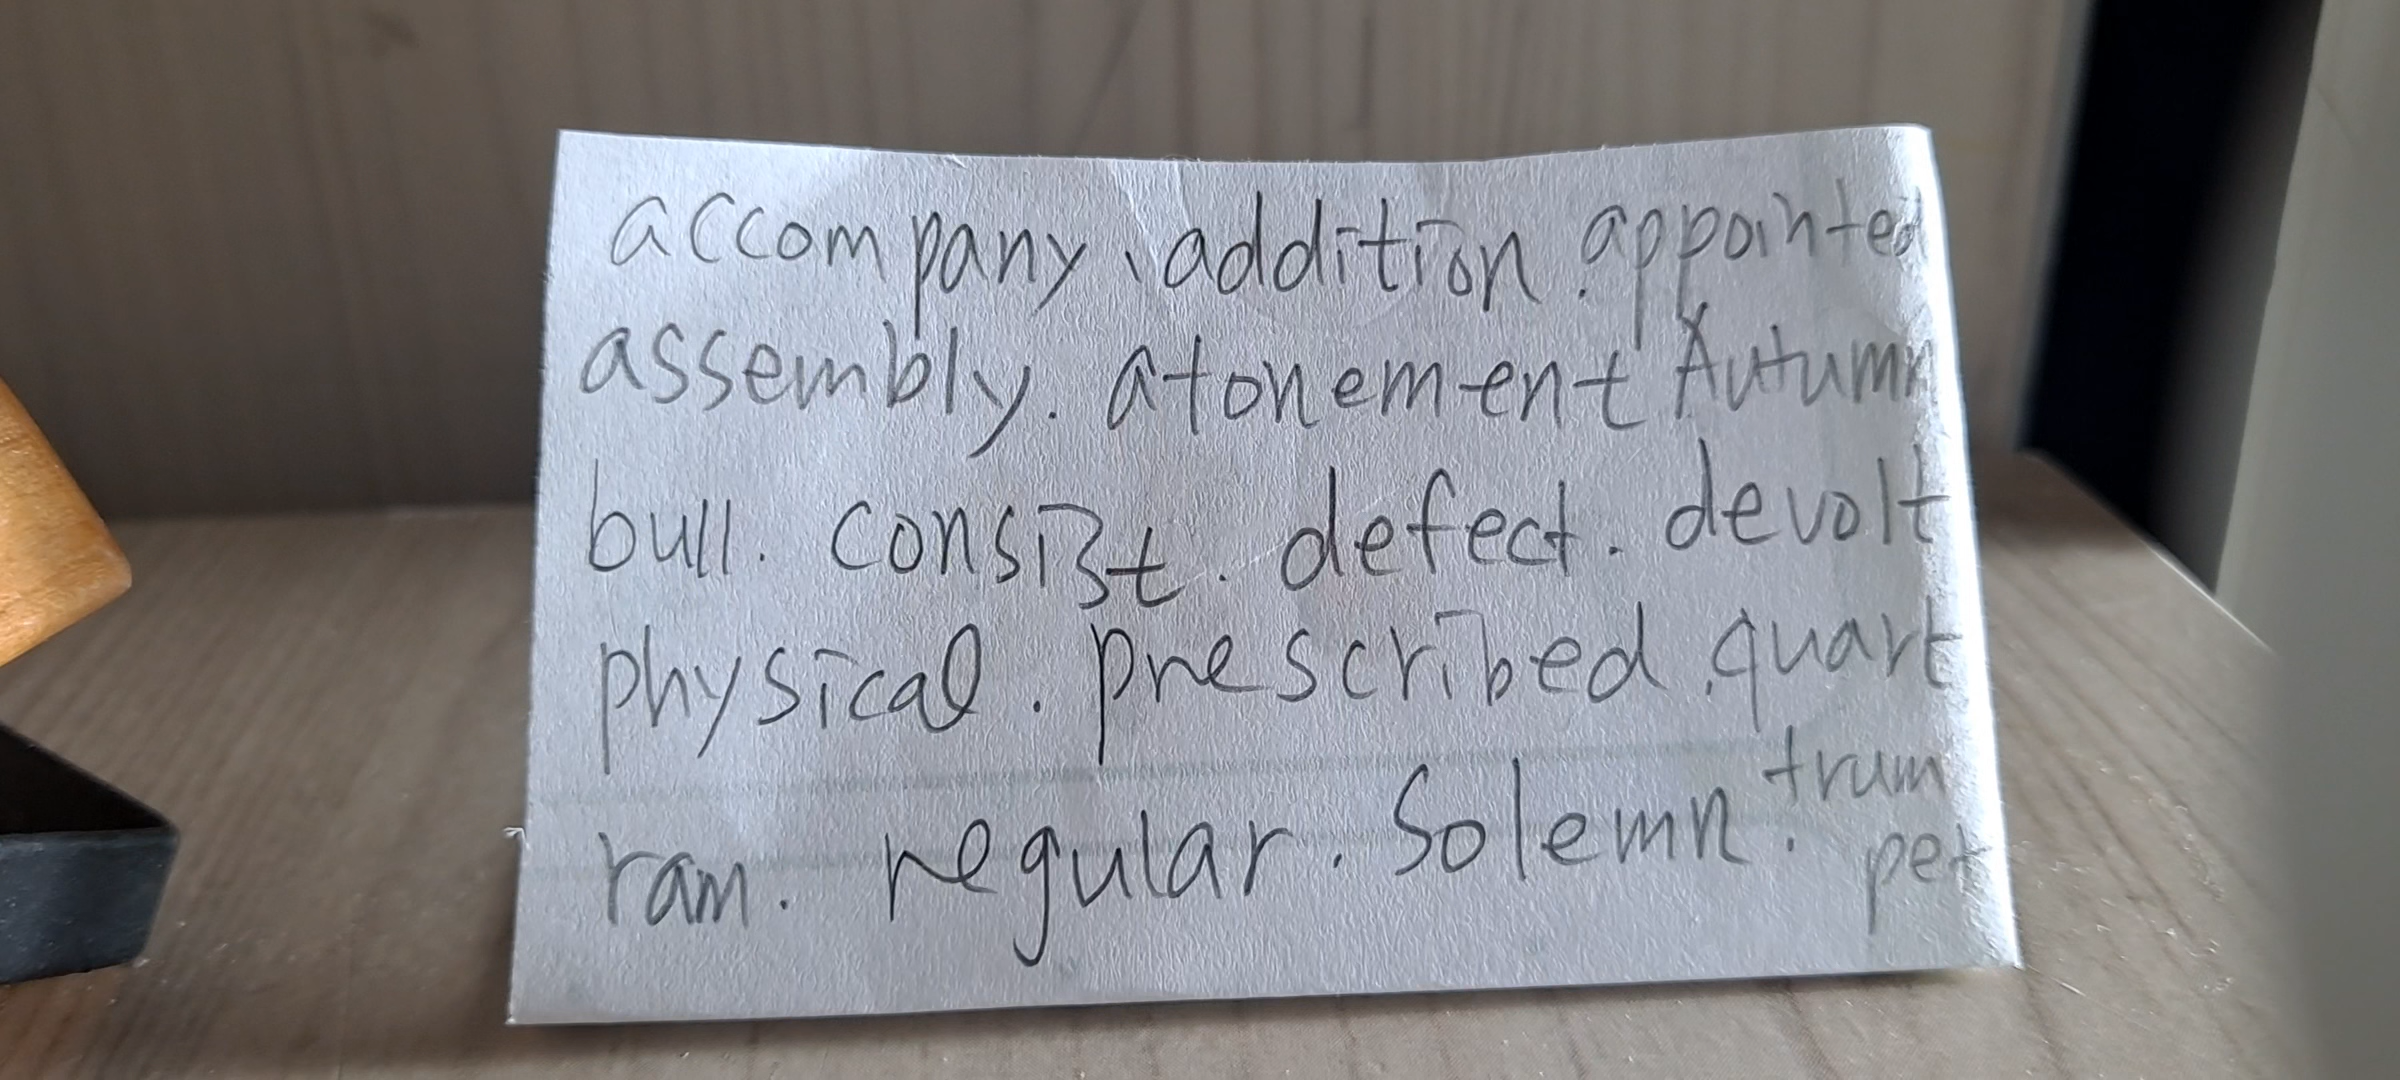 accompany, addition. appointed
assembly. atonement Autumn
bull. consist. defect. devolt
physical. prescribed. quart
ram. regular. Solemn. trum
pet